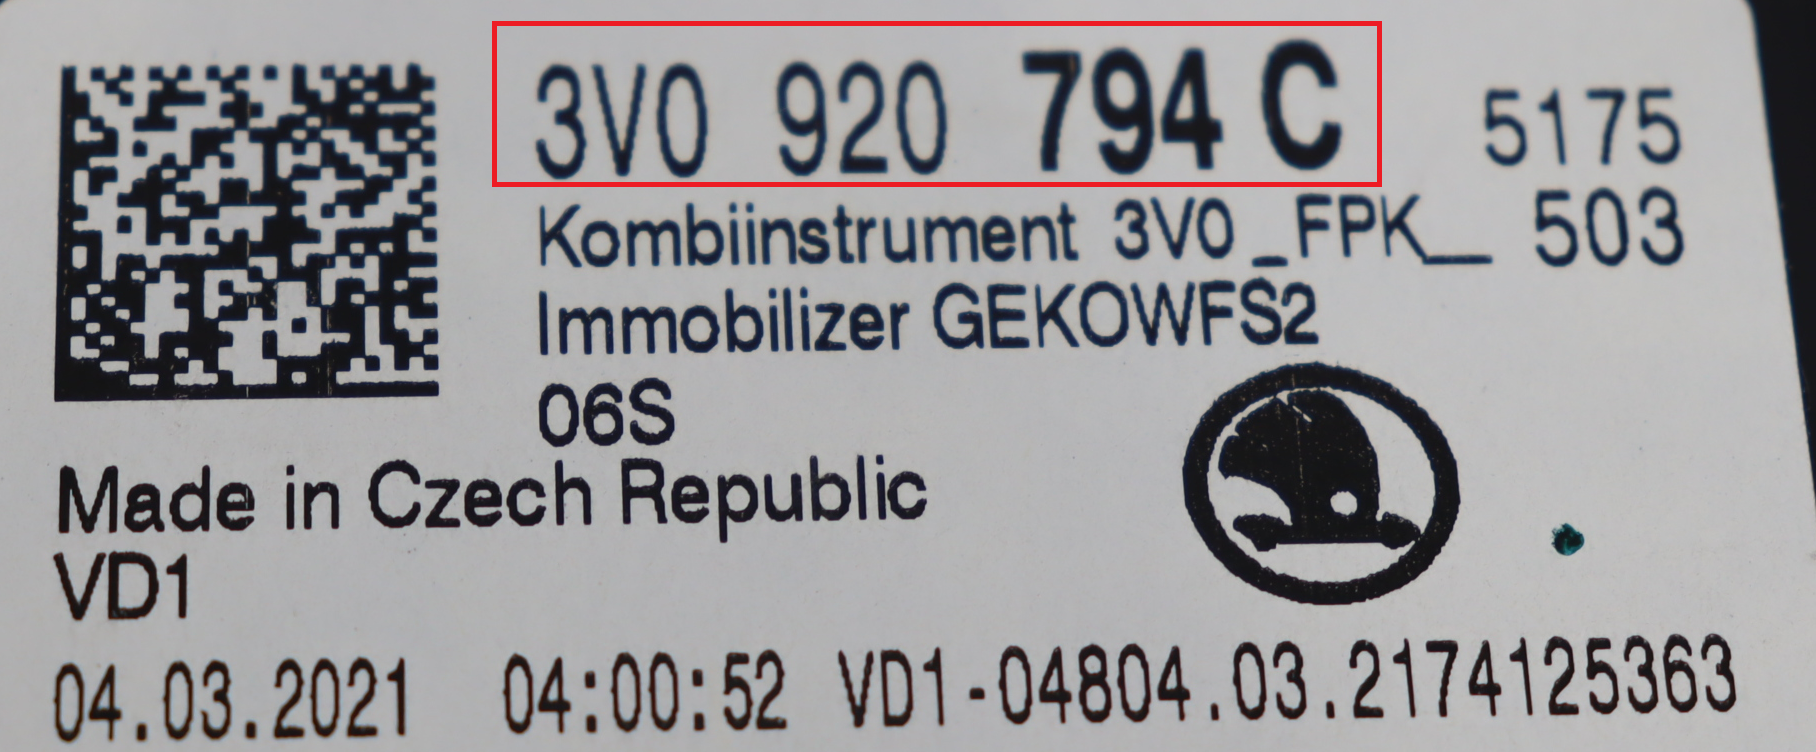 3V0 920 794 C 5175
Kombiinstrument 3V0_FPK__ 503
Immobilizer GEKOWFS2
06S
Made in Czech Republic
VD1
04.03.2021 04:00:52 VD1-04804.03.2174125363